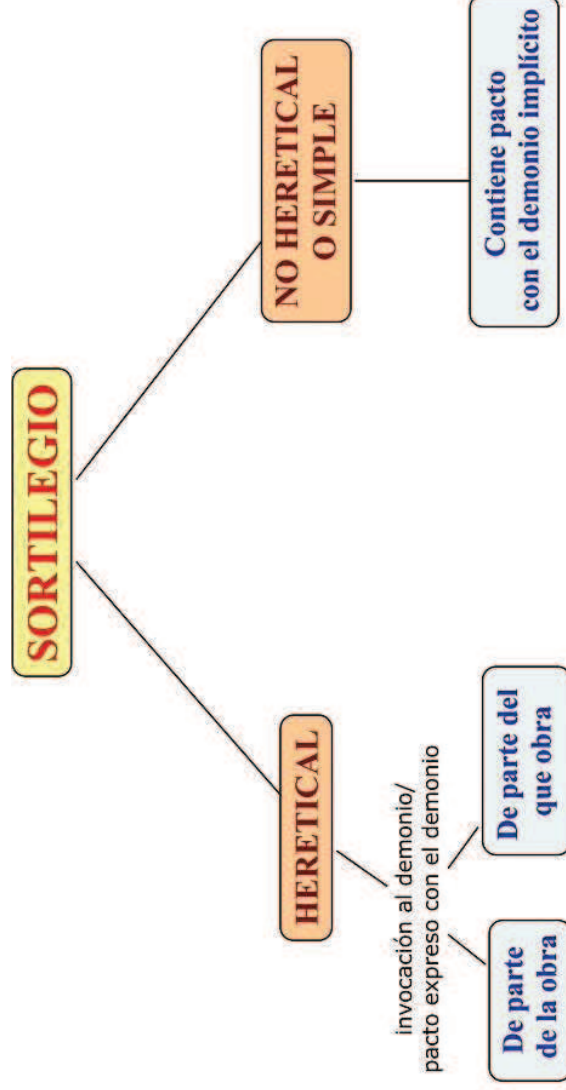 SORTILEGIO
HERETICAL
NO HERETICAL
O SIMPLE
invocación al demonio/
pacto expreso con el demonio
De parte
de la obra
De parte del
que obra
Contiene pacto
con el demonio implícito